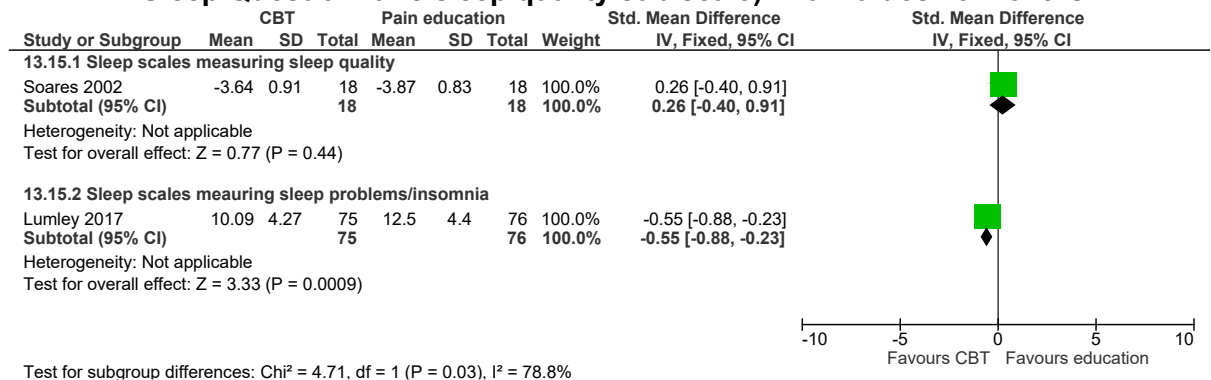 CBT Pain education Std. Mean Difference Std. Mean Difference
Study or Subgroup Mean SD Total Mean SD Total Weight IV, Fixed, 95% CI IV, Fixed, 95% CI
13.15.1 Sleep scales measuring sleep quality
Soares 2002 -3.64 0.91 18 -3.87 0.83 18 100.0% 0.26 [-0.40, 0.91]
Subtotal (95% CI) 18 18 100.0% 0.26 [-0.40, 0.91]
Heterogeneity: Not applicable
Test for overall effect: Z = 0.77 (P = 0.44)
13.15.2 Sleep scales meauring sleep problems/insomnia
Lumley 2017 10.09 4.27 75 12.5 4.4 76 100.0% -0.55 [-0.88, -0.23]
Subtotal (95% CI) 75 76 100.0% -0.55 [-0.88, -0.23]
Heterogeneity: Not applicable
Test for overall effect: Z = 3.33 (P = 0.0009)
-10 -5 0 5 10
Favours CBT Favours education
Test for subgroup differences: Chi² = 4.71, df = 1 (P = 0.03), I² = 78.8%